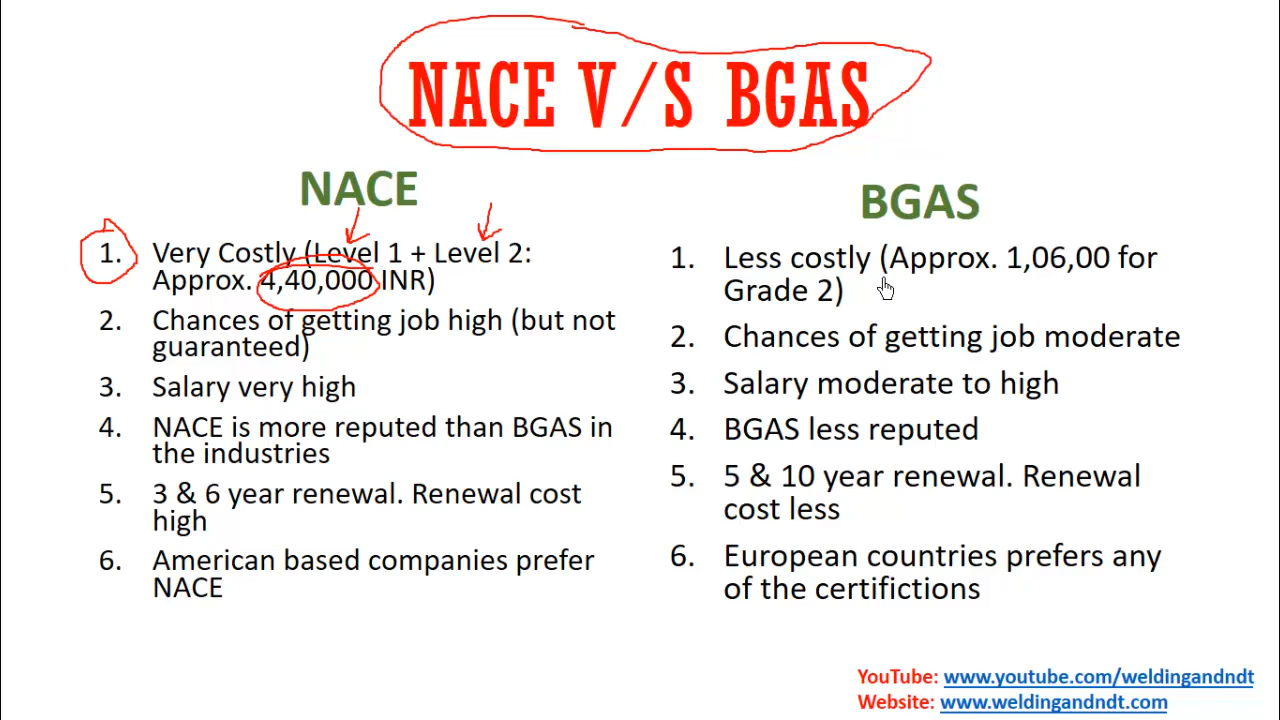 NACE V/S BGAS
NACE
1. Very Costly (Level 1 + Level 2:
Approx. 4,40,000 INR)
2. Chances of getting job high (but not
guaranteed)
3. Salary very high
4. NACE is more reputed than BGAS in
the industries
5. 3 & 6 year renewal. Renewal cost
high
6. American based companies prefer
NACE
BGAS
1. Less costly (Approx. 1,06,00 for
Grade 2)
2. Chances of getting job moderate
3. Salary moderate to high
4. BGAS less reputed
5. 5 & 10 year renewal. Renewal
cost less
6. European countries prefers any
of the certifictions
YouTube: www.youtube.com/weldingandndt
Website: www.weldingandndt.com